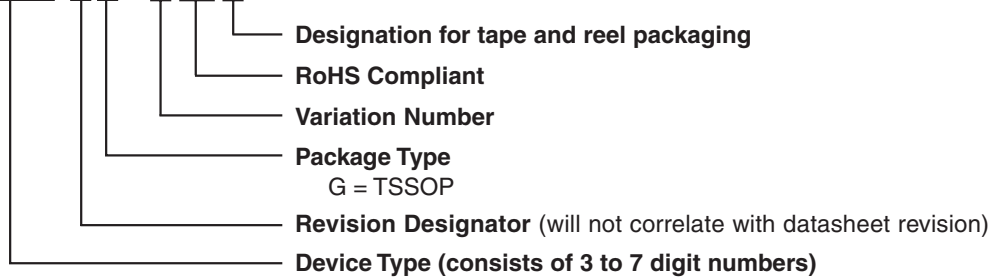 Designation for tape and reel packaging
RoHS Compliant
Variation Number
Package Type
G = TSSOP
Revision Designator (will not correlate with datasheet revision)
Device Type (consists of 3 to 7 digit numbers)